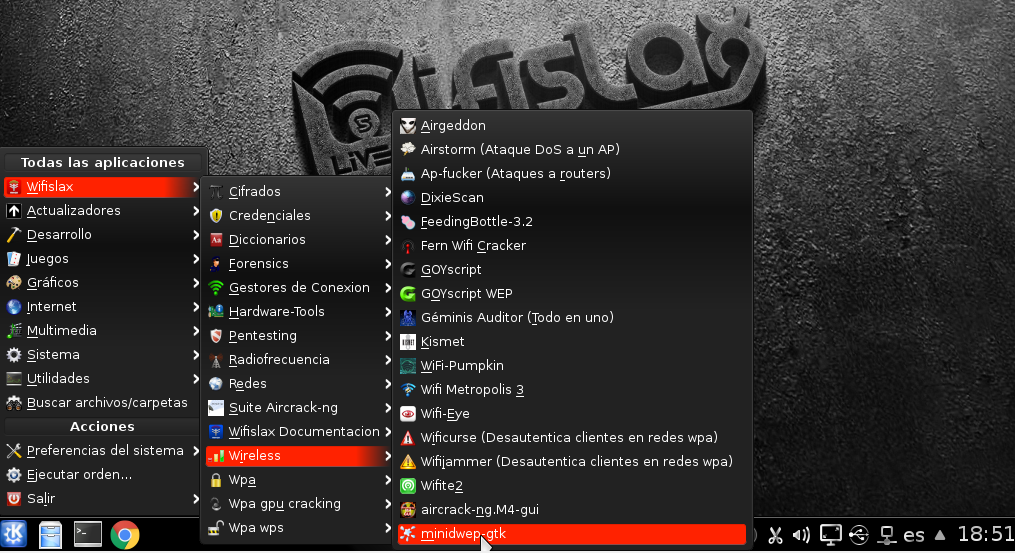 Wifislax
LIVE
Todas las aplicaciones
Wifislax
Actualizadores
Desarrollo
Juegos
Gráficos
Internet
Multimedia
Sistema
Utilidades
Buscar archivos/carpetas
Acciones
Preferencias del sistema
Ejecutar orden...
Salir
Cifrados
Credenciales
Diccionarios
Forensics
Gestores de Conexion
Hardware-Tools
Pentesting
Radiofrecuencia
Redes
Suite Aircrack-ng
Wifislax Documentacion
Wireless
Wpa
Wpa gpu cracking
Wpa wps
Airgeddon
Airstorm (Ataque DoS a un AP)
Ap-fucker (Ataques a routers)
DixieScan
FeedingBottle-3.2
Fern Wifi Cracker
GOYscript
GOYscript WEP
Géminis Auditor (Todo en uno)
Kismet
WiFi-Pumpkin
Wifi Metropolis 3
Wifi-Eye
Wificurse (Desautentica clientes en redes wpa)
Wifijammer (Desautentica clientes en redes wpa)
Wifite2
aircrack-ng.M4-gui
minidwep-gtk
es
18:51